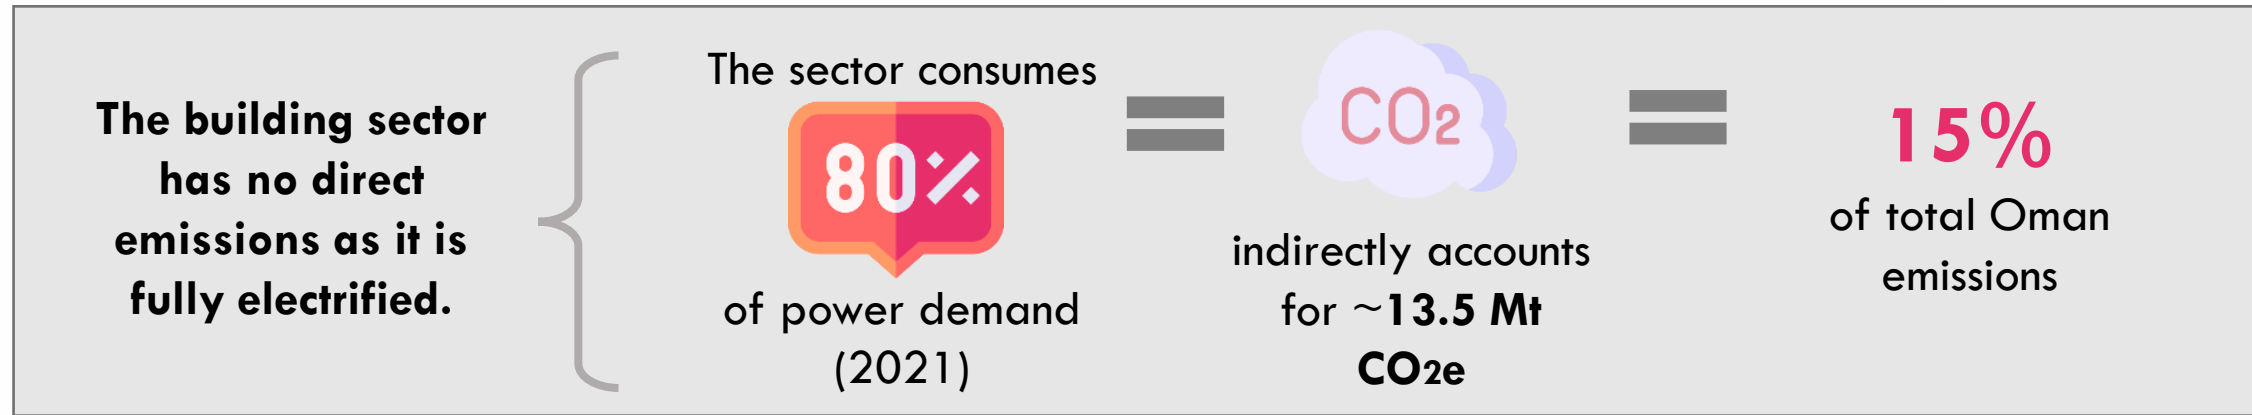 The building sector
has no direct
emissions as it is
fully electrified.
The sector consumes
80%
of power demand
(2021)
CO2
indirectly accounts
for ~13.5 Mt
CO2e
15%
of total Oman
emissions